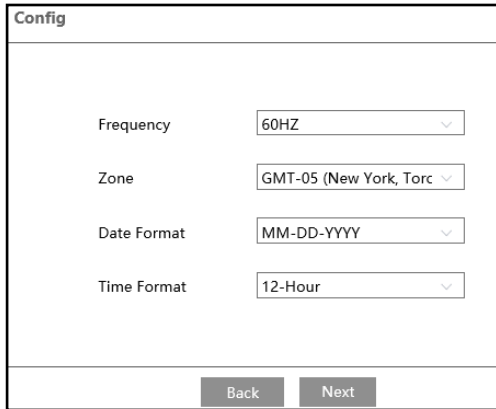 Config
Frequency 60HZ
Zone GMT-05 (New York, Torc
Date Format MM-DD-YYYY
Time Format 12-Hour
Back Next